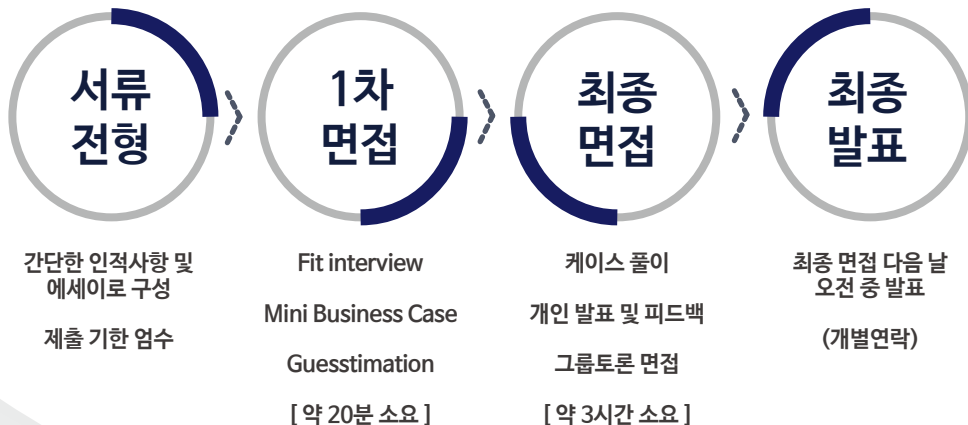 서류
전형
1차
면접
최종
면접
최종
발표
간단한 인적사항 및
에세이로 구성
제출 기한 엄수
Fit interview
Mini Business Case
Guesstimation
[ 약 20분 소요 ]
케이스 풀이
개인 발표 및 피드백
그룹토론 면접
[ 약 3시간 소요 ]
최종 면접 다음 날
오전 중 발표
(개별연락)